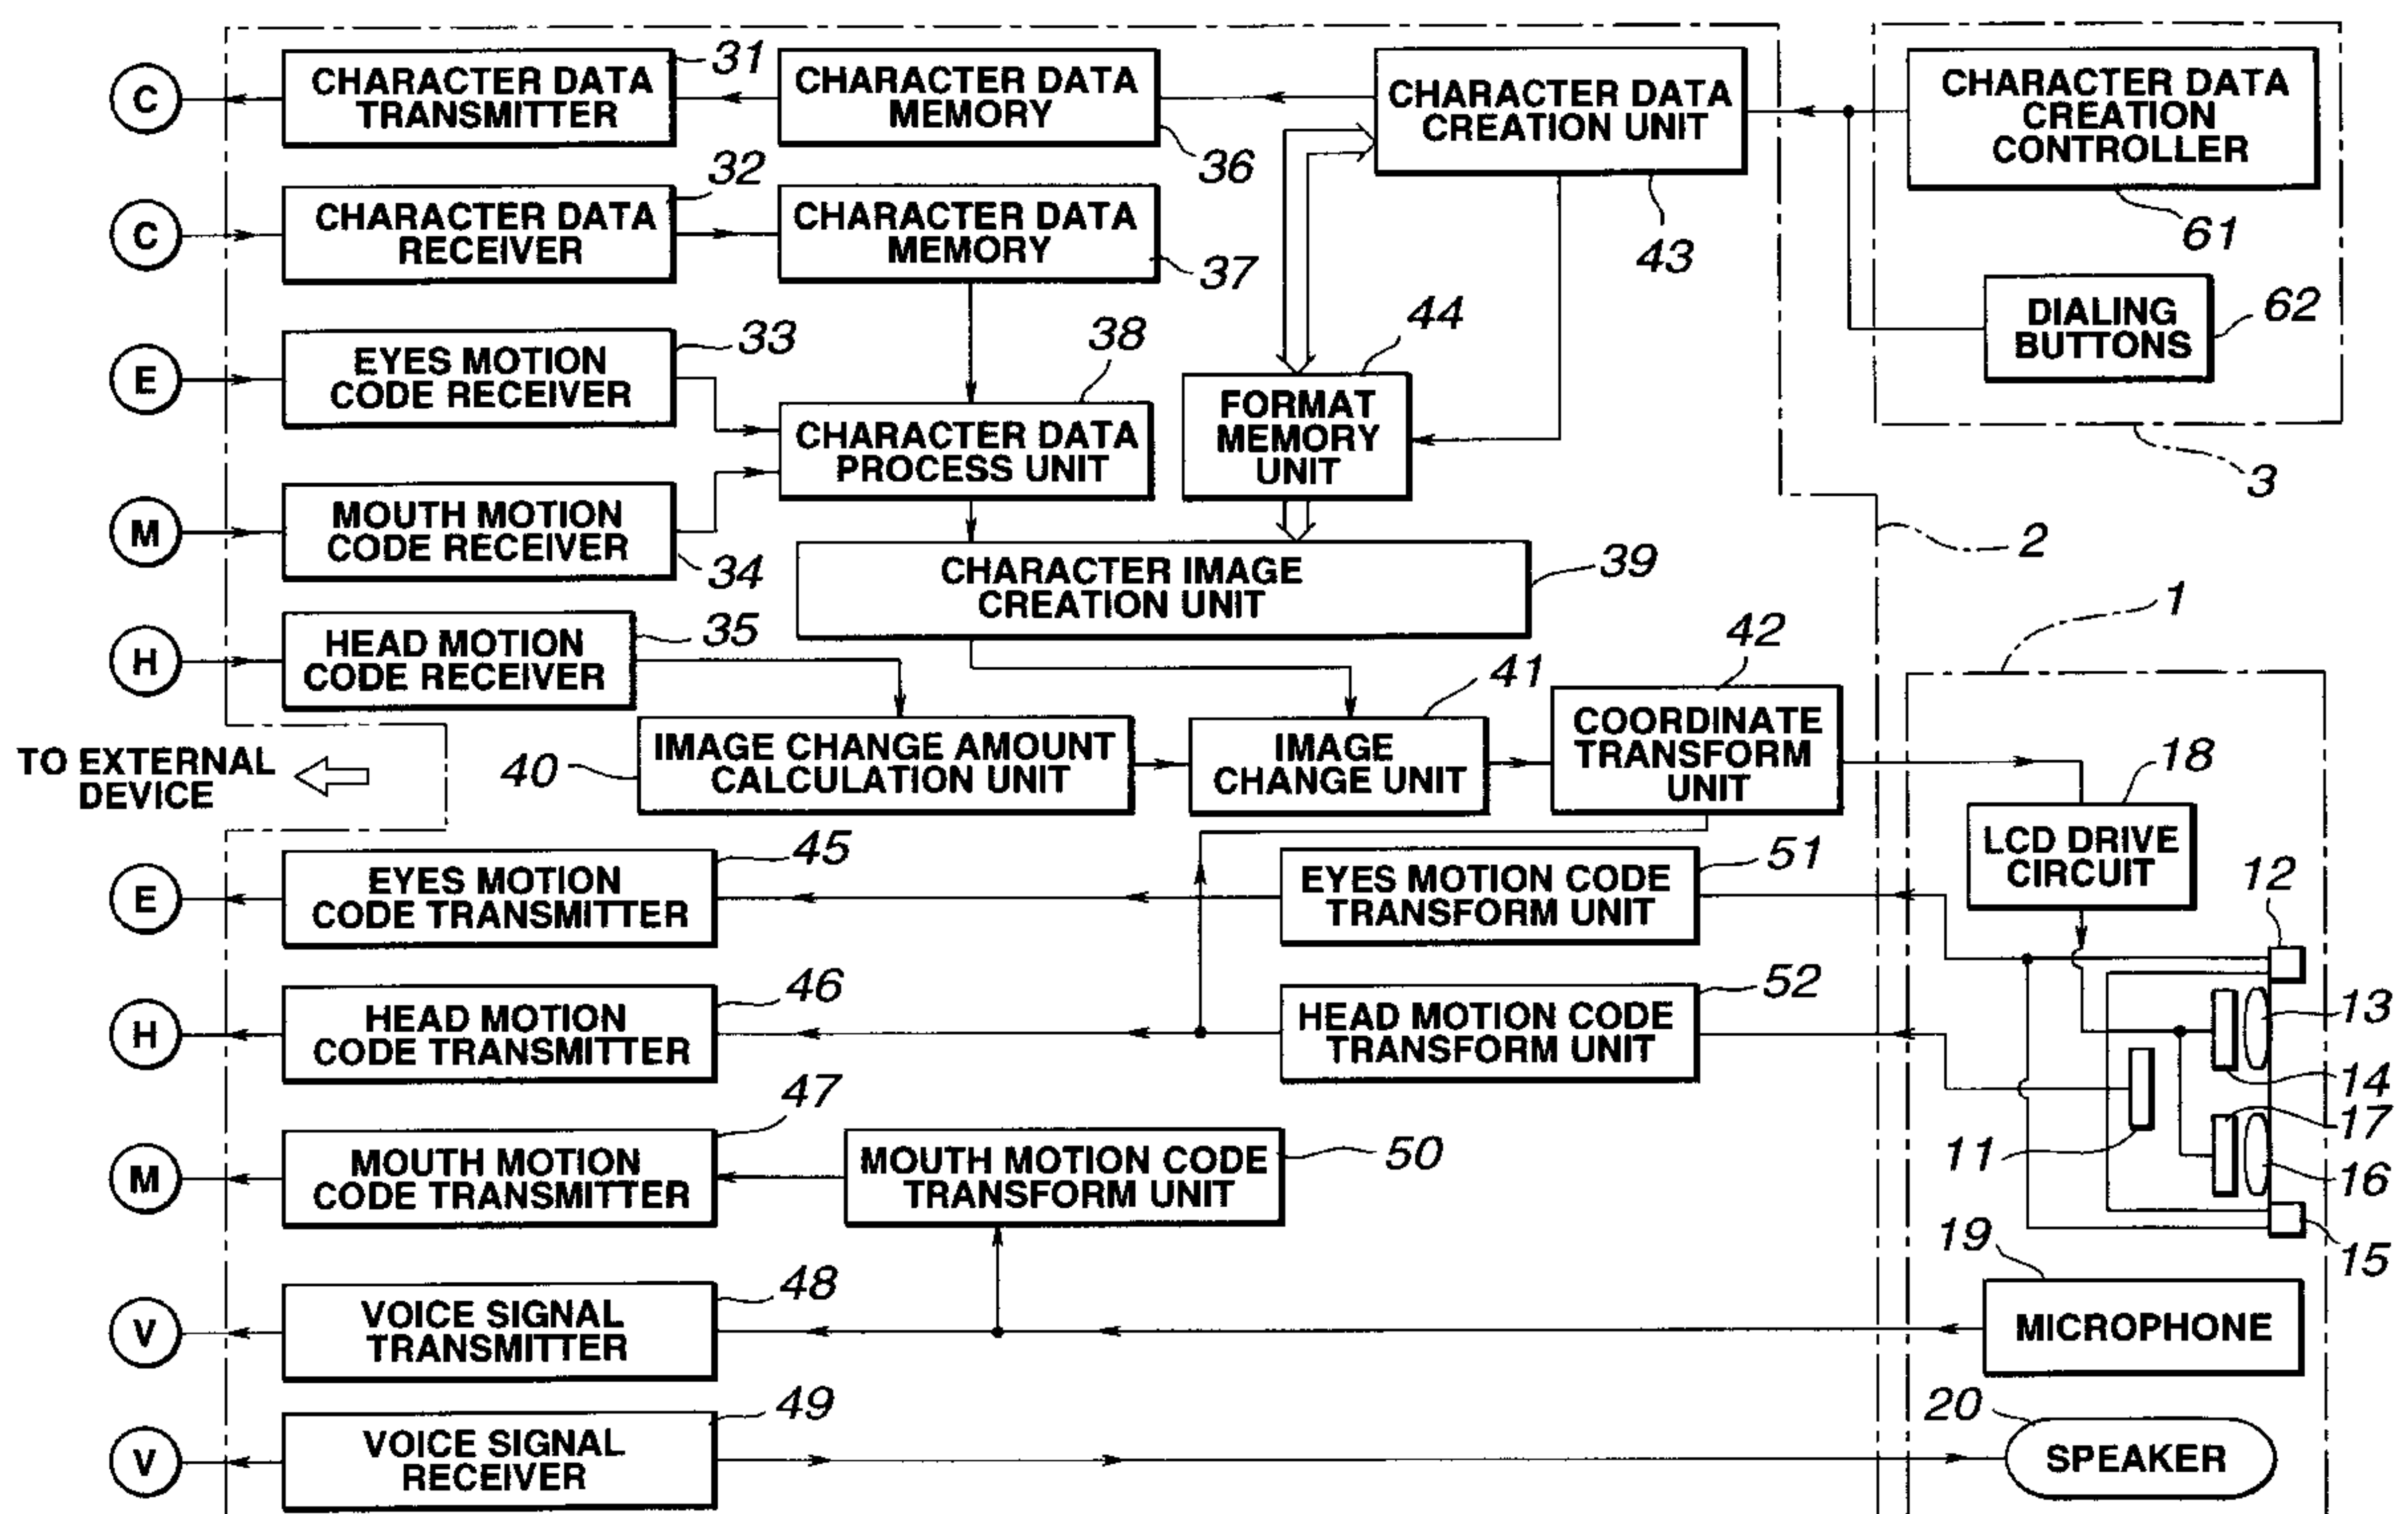 C
CHARACTER DATA
TRANSMITTER
31
CHARACTER DATA
MEMORY
36
CHARACTER DATA
CREATION UNIT
43
CHARACTER DATA
CREATION
CONTROLLER
61
C
CHARACTER DATA
RECEIVER
32
CHARACTER DATA
MEMORY
37
DIALING
BUTTONS
62
3
E
EYES MOTION
CODE RECEIVER
33
CHARACTER DATA
PROCESS UNIT
38
FORMAT
MEMORY
UNIT
44
M
MOUTH MOTION
CODE RECEIVER
34
CHARACTER IMAGE
CREATION UNIT
39
2
H
HEAD MOTION
CODE RECEIVER
35
1
TO EXTERNAL
DEVICE
40
IMAGE CHANGE AMOUNT
CALCULATION UNIT
IMAGE
CHANGE UNIT
41
COORDINATE
TRANSFORM
UNIT
42
LCD DRIVE
CIRCUIT
18
E
EYES MOTION
CODE TRANSMITTER
45
EYES MOTION CODE
TRANSFORM UNIT
51
12
H
HEAD MOTION
CODE TRANSMITTER
46
HEAD MOTION CODE
TRANSFORM UNIT
52
13
14
17
11
16
15
M
MOUTH MOTION
CODE TRANSMITTER
47
MOUTH MOTION CODE
TRANSFORM UNIT
50
V
VOICE SIGNAL
TRANSMITTER
48
19
MICROPHONE
V
VOICE SIGNAL
RECEIVER
49
20
SPEAKER